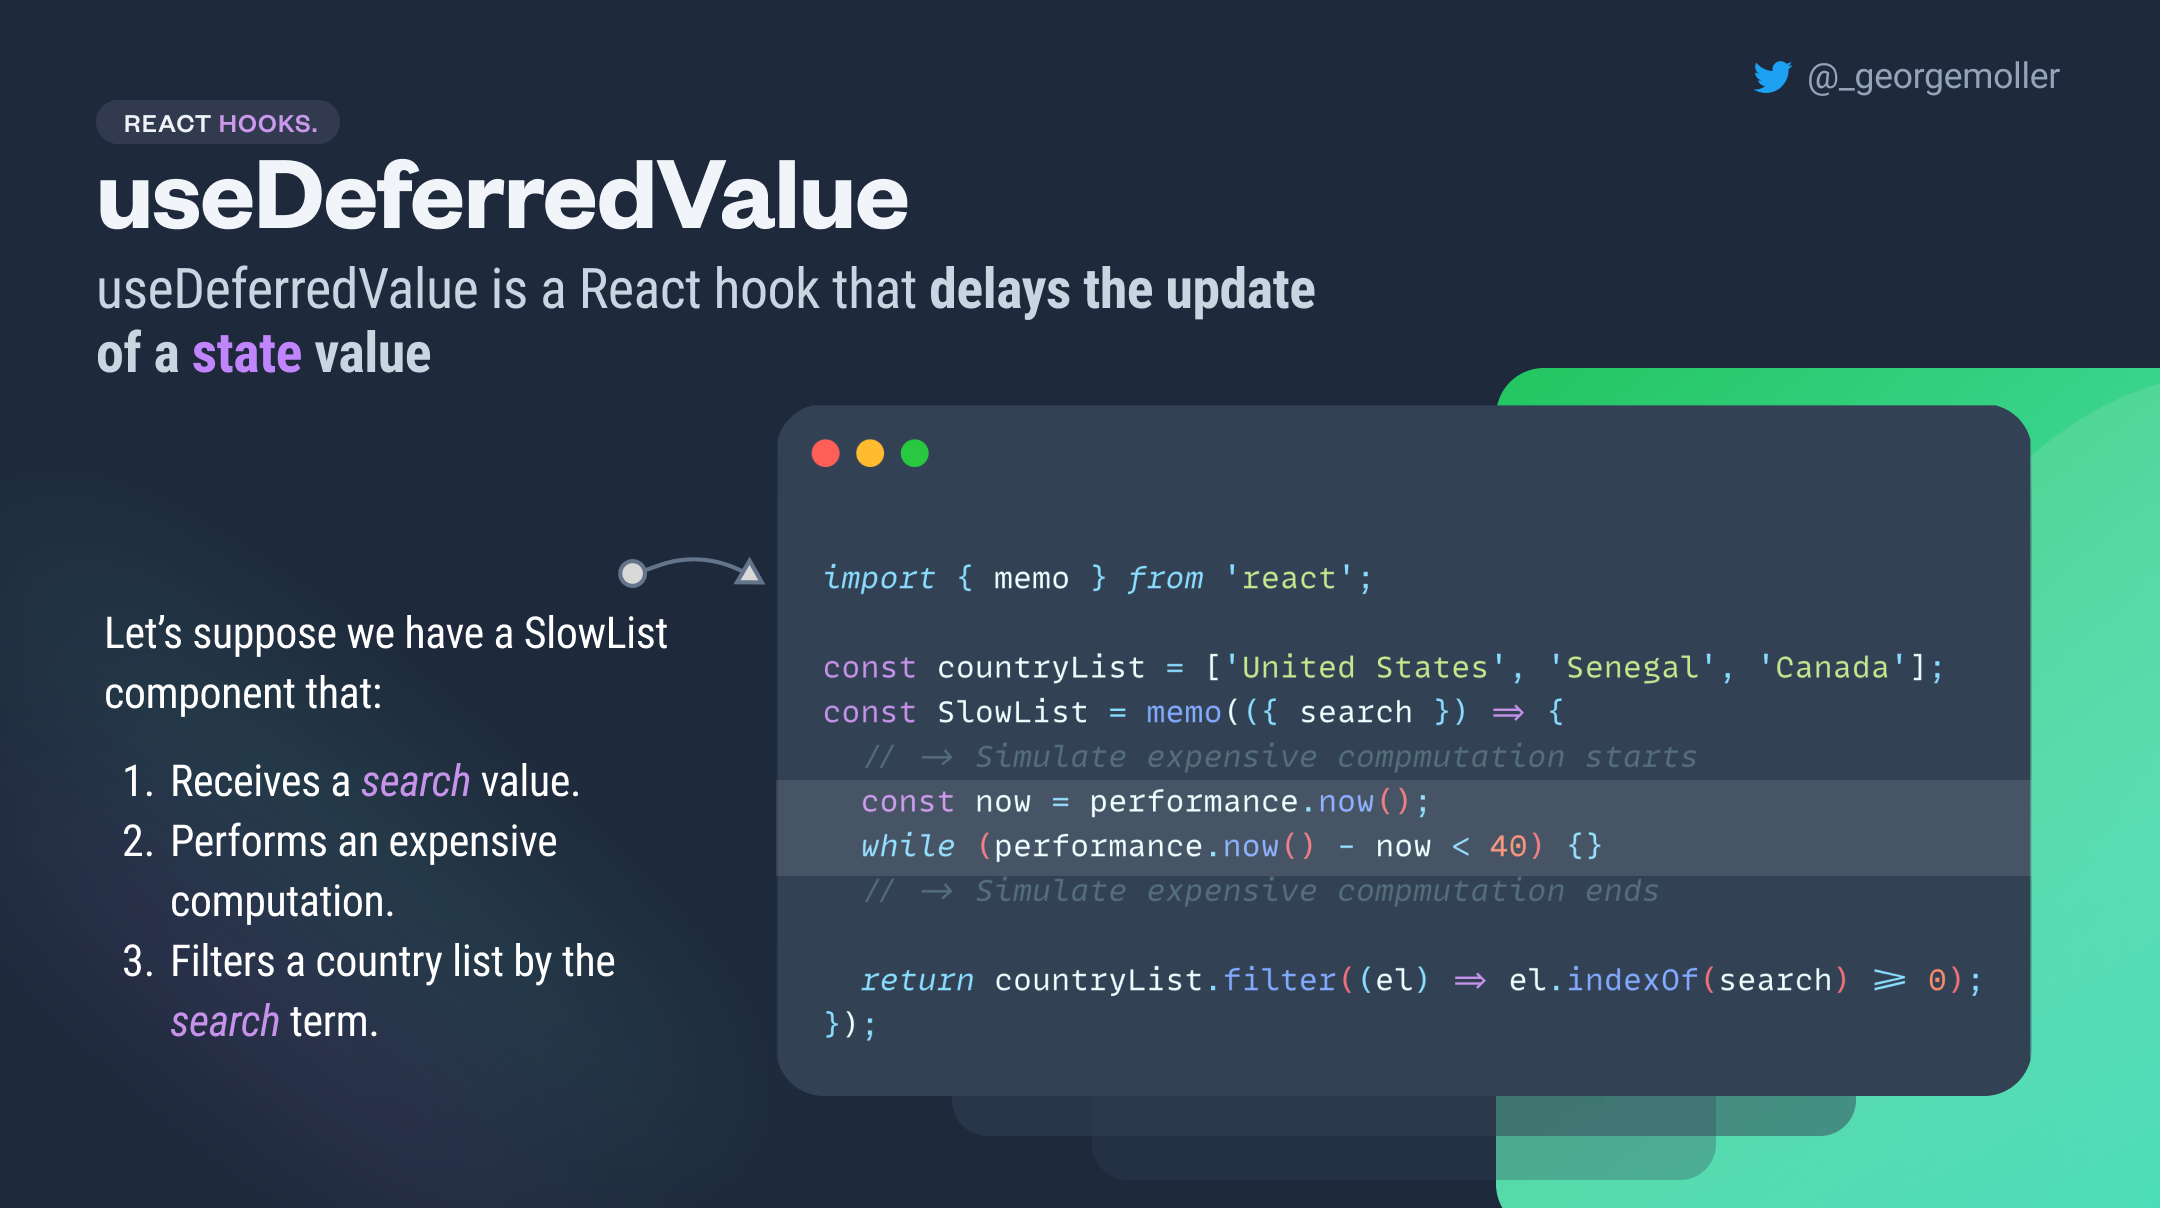 @_georgemoller
REACT HOOKS.
useDeferredValue
useDeferredValue is a React hook that delays the update
of a state value
Let’s suppose we have a SlowList
component that:
1. Receives a search value.
2. Performs an expensive
computation.
3. Filters a country list by the
search term.
import { memo } from 'react';
const countryList = ['United States', 'Senegal', 'Canada'];
const SlowList = memo(({ search }) => {
// -> Simulate expensive compmutation starts
const now = performance.now();
while (performance.now() - now < 40) {}
// -> Simulate expensive compmutation ends
return countryList.filter((el) => el.indexOf(search) >= 0);
});